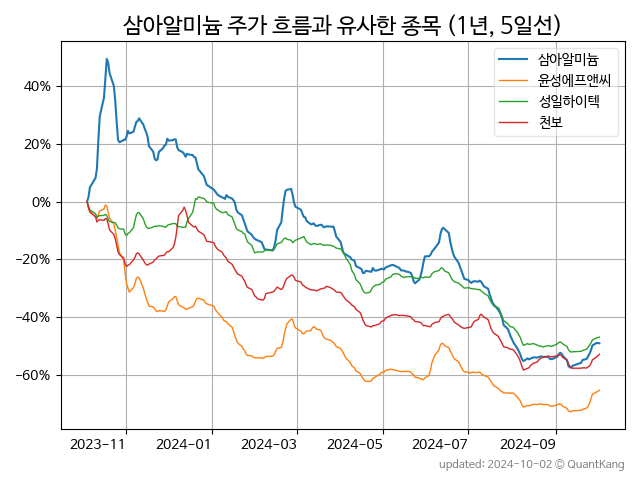 삼아알미늄 주가 흐름과 유사한 종목 (1년, 5일선)
삼아알미늄
윤성에프앤씨
성일하이텍
천보
40%
20%
0%
−20%
−40%
−60%
2023-11 2024-01 2024-03 2024-05 2024-07 2024-09
updated: 2024-10-02 © QuantKang